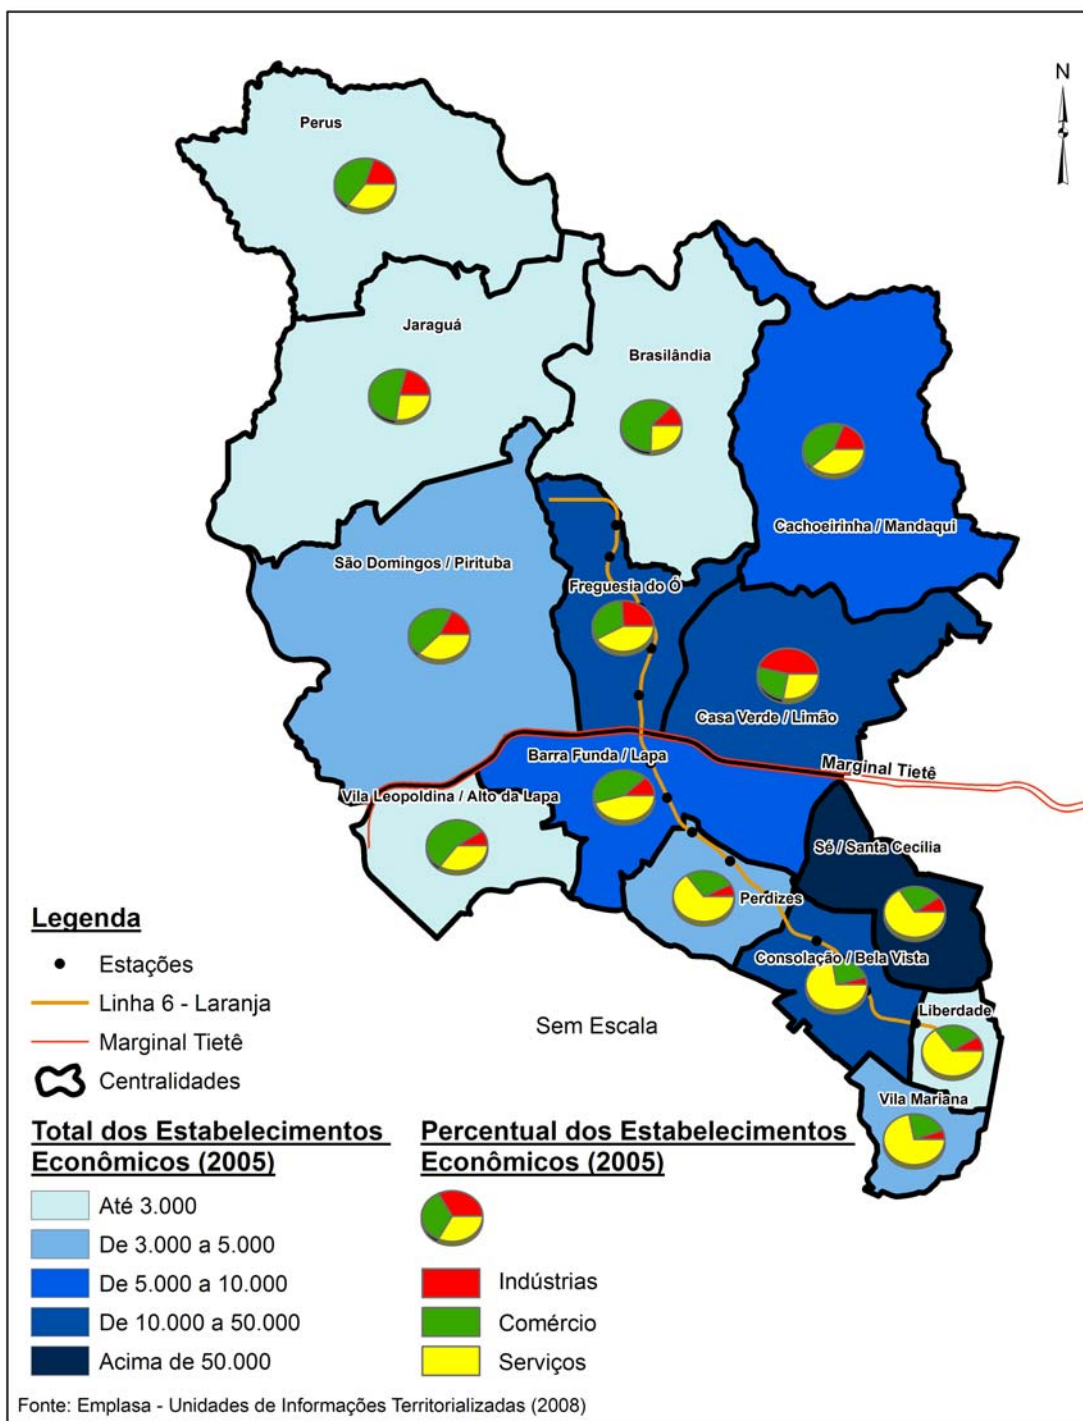 N
Perus
Jaraguá
Brasilândia
Cachoeirinha / Mandaqui
São Domingos / Pirituba
Freguesia do Ó
Casa Verde / Limão
Barra Funda / Lapa
Marginal Tietê
Vila Leopoldina / Alto da Lapa
Sé / Santa Cecília
Perdizes
Consolação / Bela Vista
Liberdade
Vila Mariana
Sem Escala
Legenda
Estações
Linha 6 - Laranja
Marginal Tietê
Centralidades
Total dos Estabelecimentos
Econômicos (2005)
Até 3.000
De 3.000 a 5.000
De 5.000 a 10.000
De 10.000 a 50.000
Acima de 50.000
Percentual dos Estabelecimentos
Econômicos (2005)
Indústrias
Comércio
Serviços
Fonte: Emplasa - Unidades de Informações Territorializadas (2008)